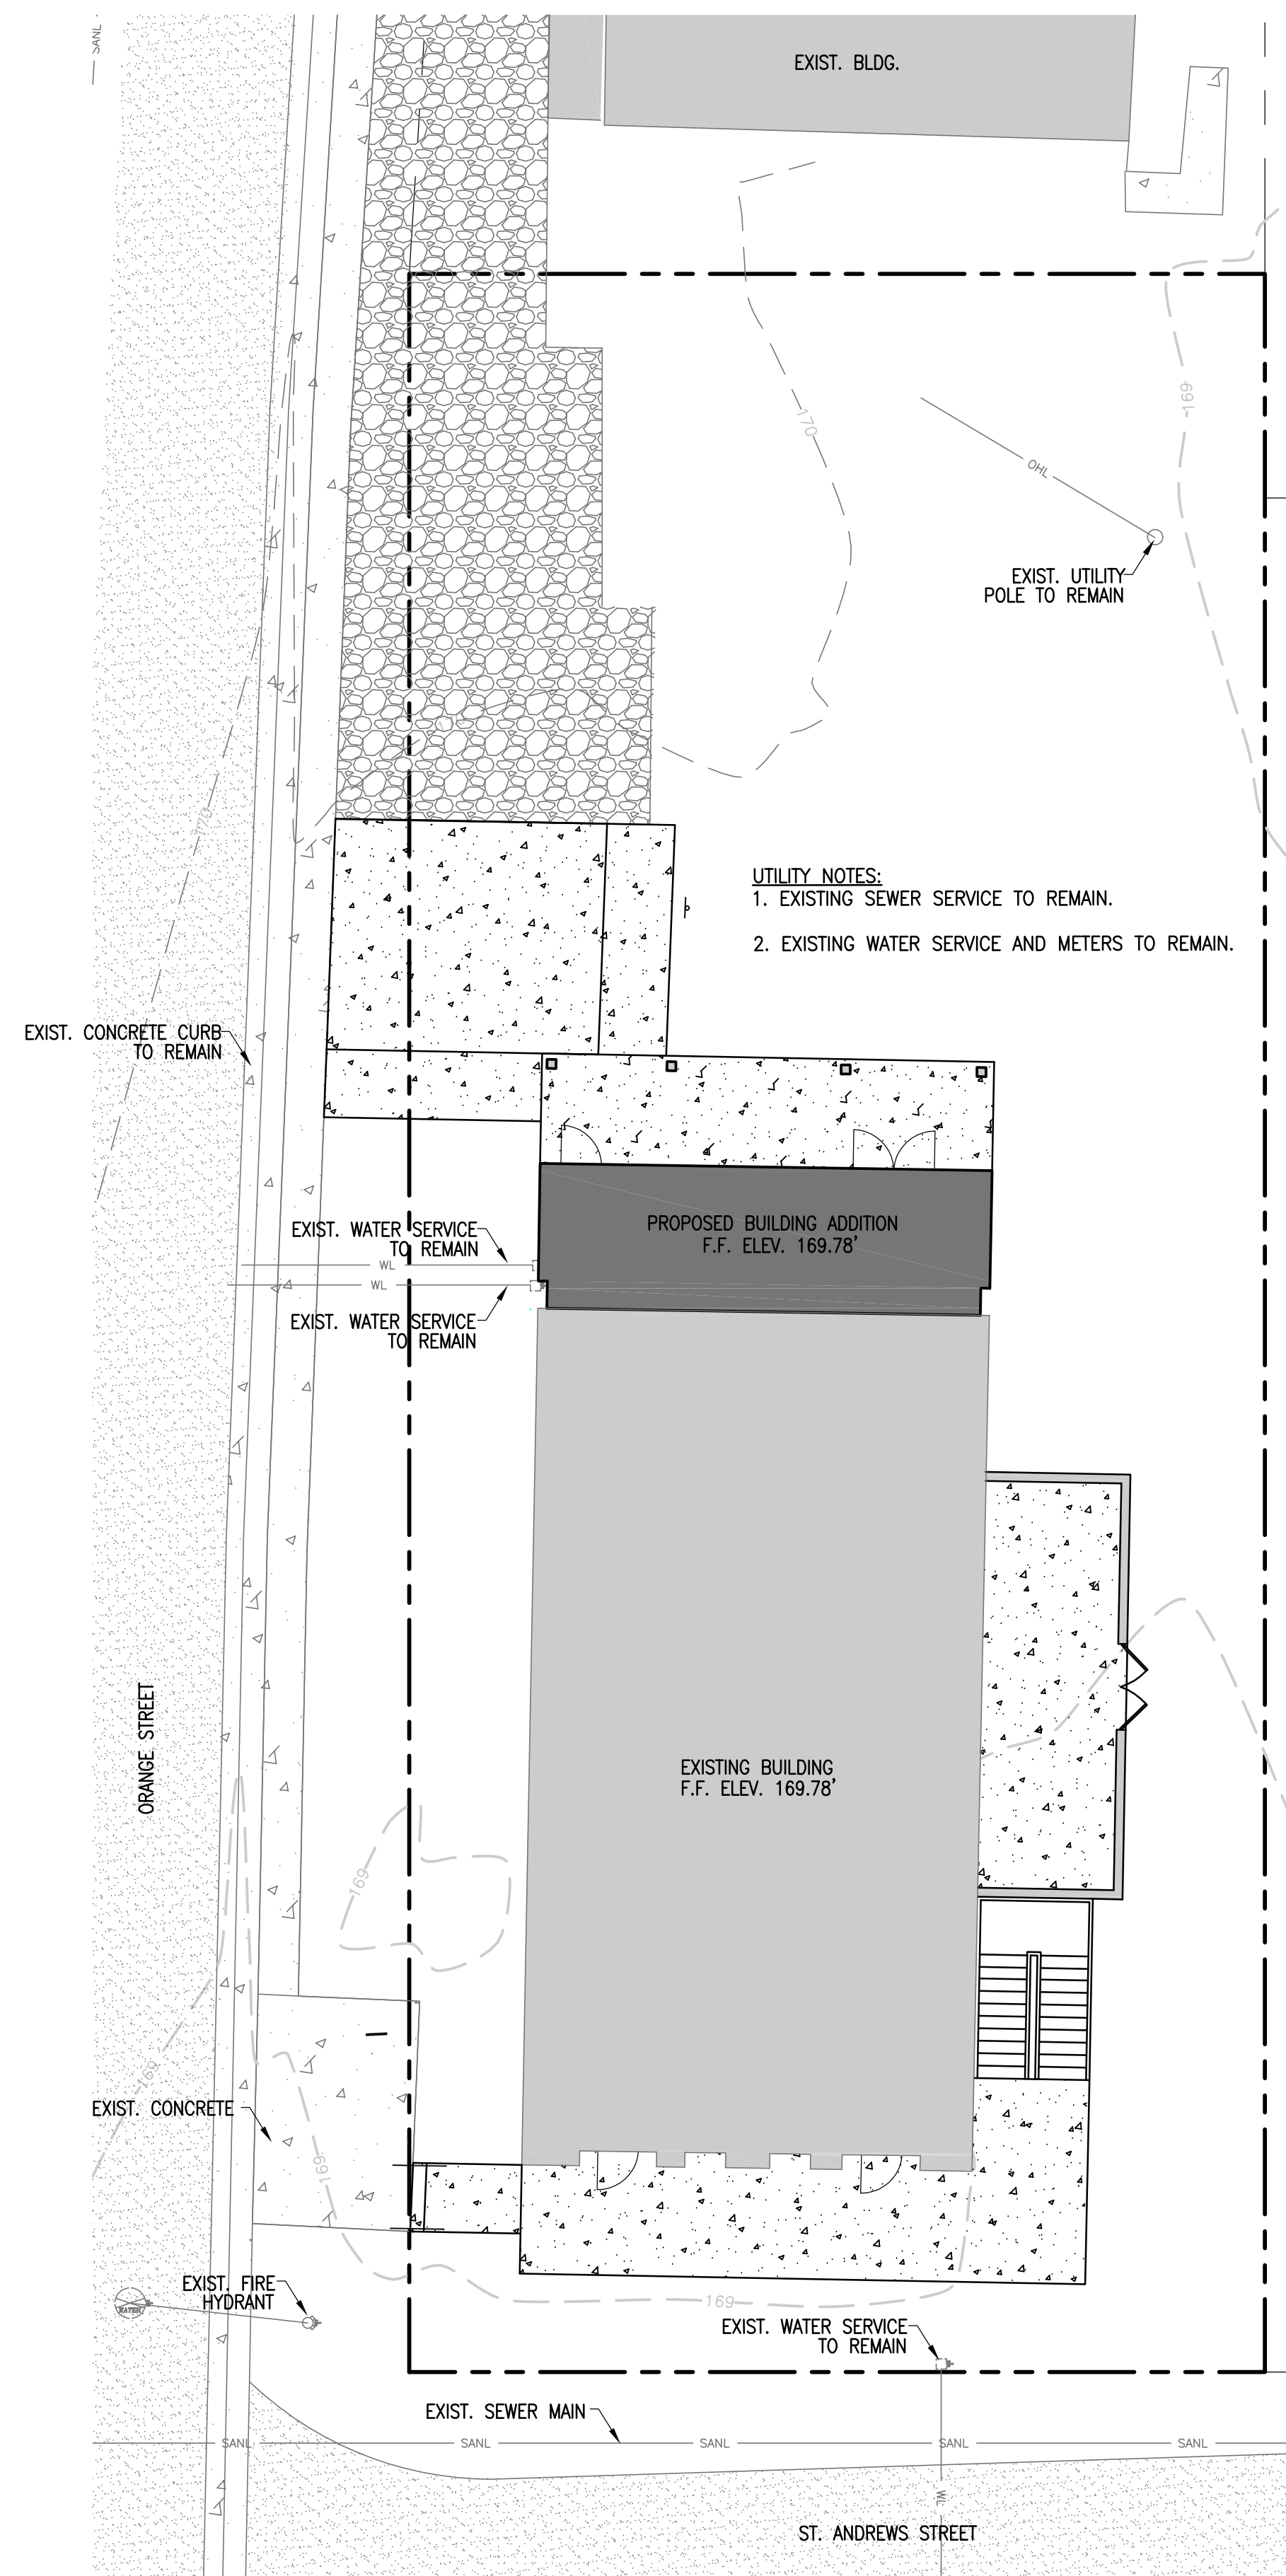 SANL
EXIST. BLDG.
169
170
OHL
EXIST. UTILITY
POLE TO REMAIN
170
UTILITY NOTES:
1. EXISTING SEWER SERVICE TO REMAIN.
2. EXISTING WATER SERVICE AND METERS TO REMAIN.
EXIST. CONCRETE CURB
TO REMAIN
PROPOSED BUILDING ADDITION
F.F. ELEV. 169.78'
EXIST. WATER SERVICE
TO REMAIN
WL
WL
EXIST. WATER SERVICE
TO REMAIN
ORANGE STREET
EXISTING BUILDING
F.F. ELEV. 169.78'
169
169
EXIST. CONCRETE
169
EXIST. FIRE
HYDRANT
WATER
169
EXIST. WATER SERVICE
TO REMAIN
EXIST. SEWER MAIN
SANL SANL SANL SANL SANL
WL
ST. ANDREWS STREET